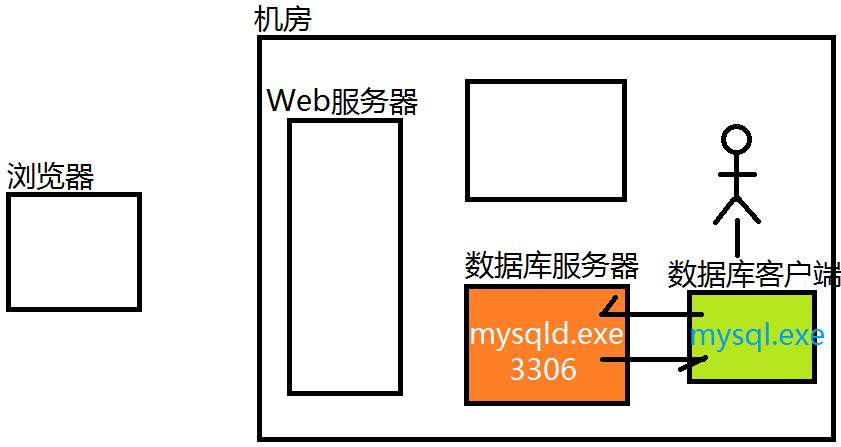 机房
Web服务器
浏览器
数据库服务器
数据库客户端
mysqld.exe
3306
mysql.exe